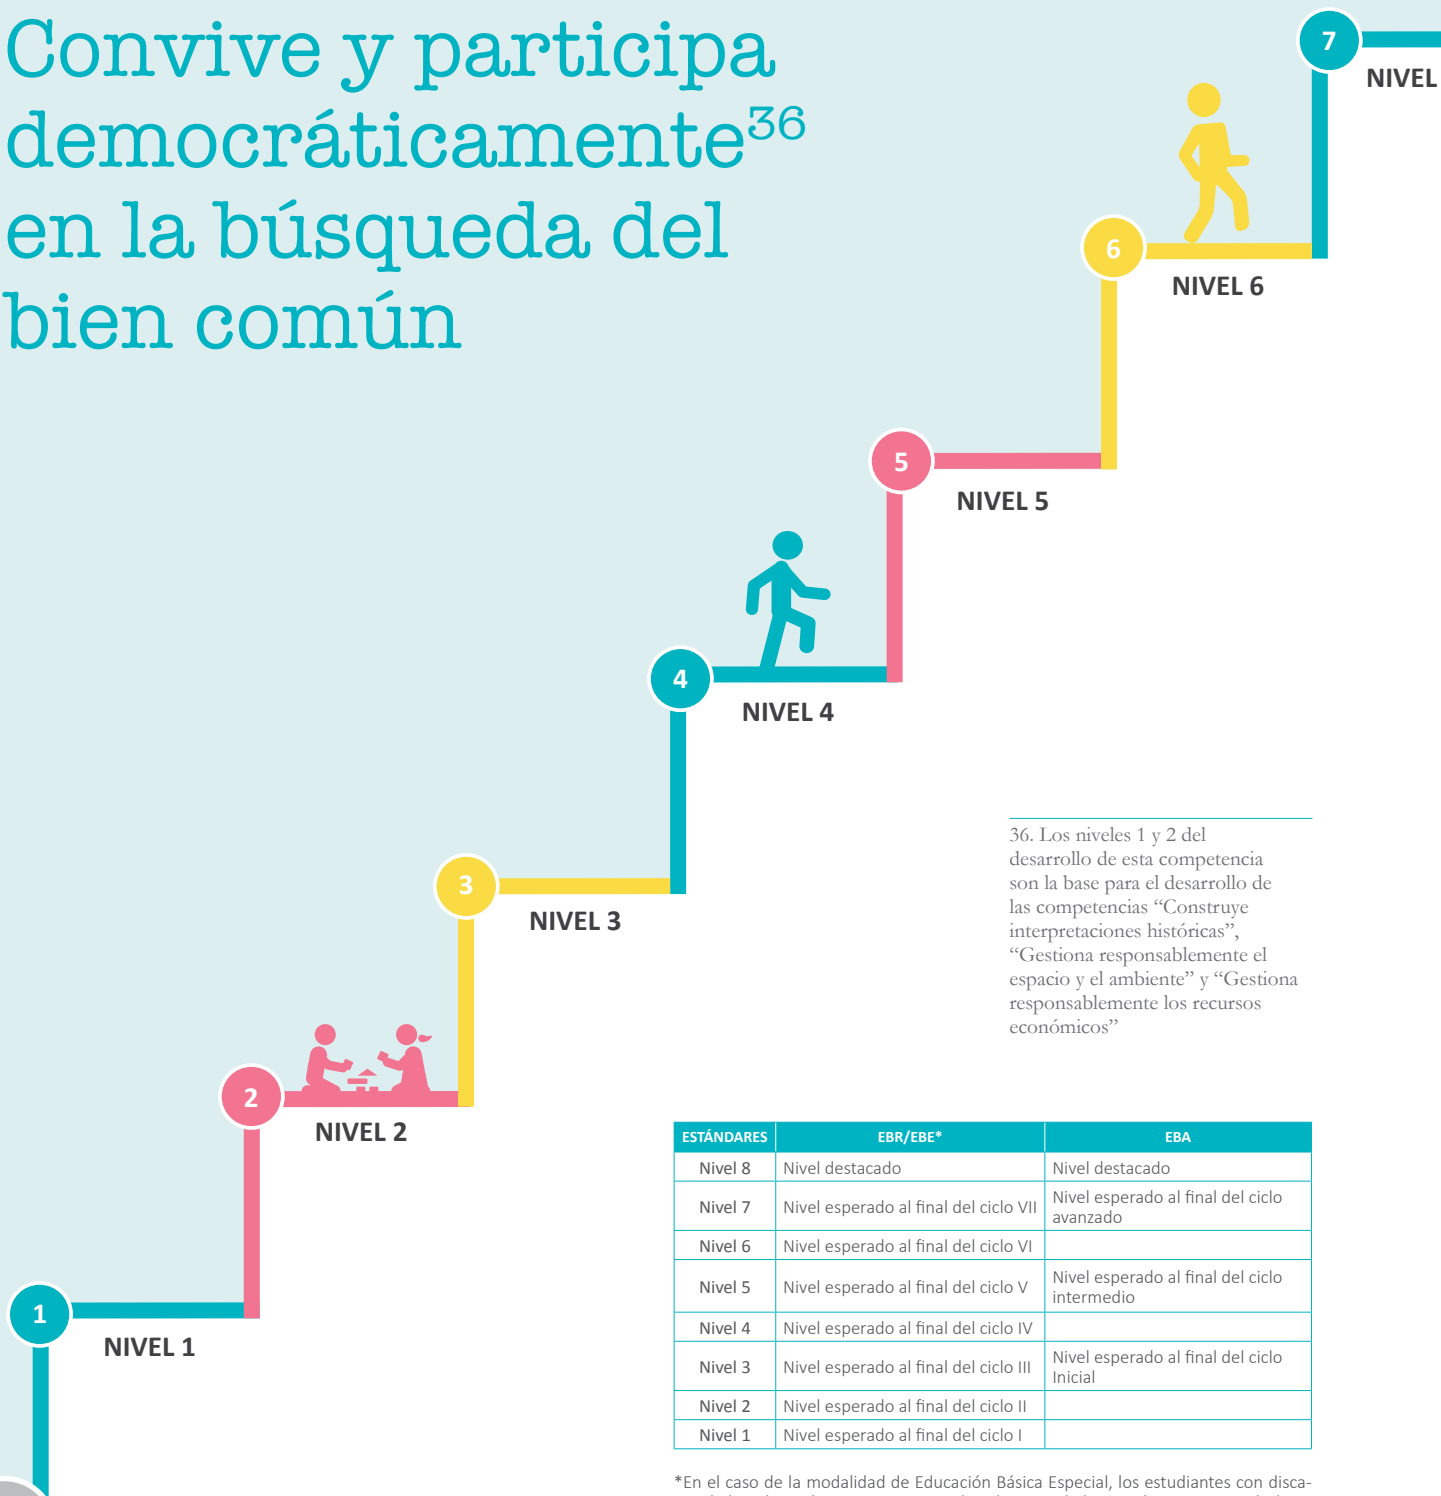 Convive y participa
democráticamente36
en la búsqueda del
bien común
7
NIVEL
6
NIVEL 6
5
NIVEL 5
4
NIVEL 4
3
NIVEL 3
2
NIVEL 2
1
NIVEL 1
36. Los niveles 1 y 2 del
desarrollo de esta competencia
son la base para el desarrollo de
las competencias “Construye
interpretaciones históricas”,
“Gestiona responsablemente el
espacio y el ambiente” y “Gestiona
responsablemente los recursos
económicos”
ESTÁNDARES EBR/EBE* EBA
Nivel 8 Nivel destacado Nivel destacado
Nivel 7 Nivel esperado al final del ciclo VII Nivel esperado al final del ciclo
avanzado
Nivel 6 Nivel esperado al final del ciclo VI
Nivel 5 Nivel esperado al final del ciclo V Nivel esperado al final del ciclo
intermedio
Nivel 4 Nivel esperado al final del ciclo IV
Nivel 3 Nivel esperado al final del ciclo III Nivel esperado al final del ciclo
Inicial
Nivel 2 Nivel esperado al final del ciclo II
Nivel 1 Nivel esperado al final del ciclo I
*En el caso de la modalidad de Educación Básica Especial, los estudiantes con disca-